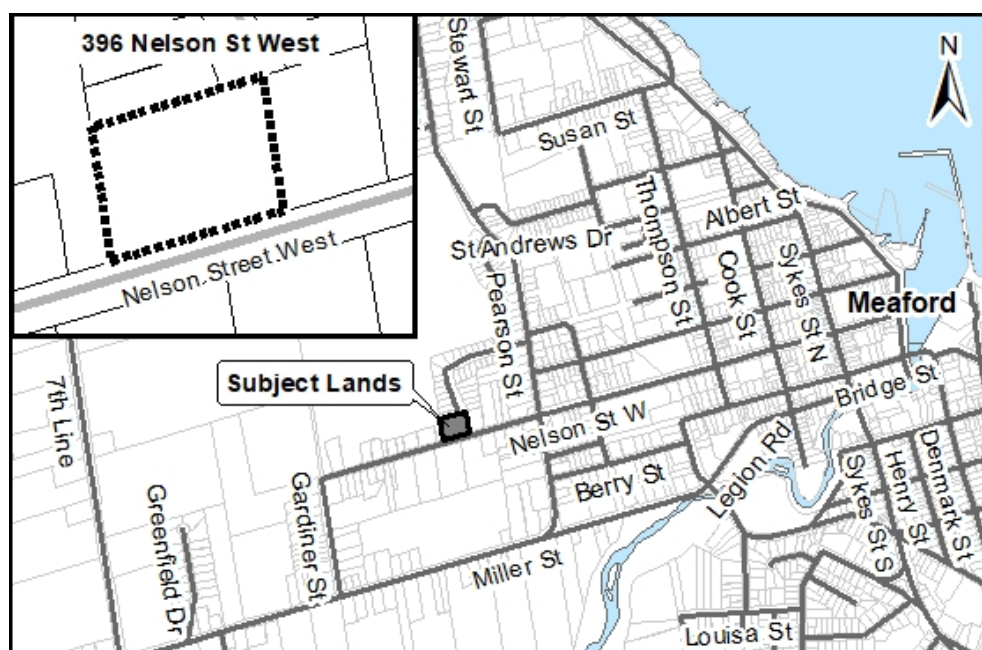 396 Nelson St West
Nelson Street West
N
Stewart St
Susan St
Thompson St
Albert St
St Andrews Dr
Pearson St
Cook St
Sykes St N
Meaford
7th Line
Subject Lands
Nelson St W
Bridge St
Gardiner St
Greenfield Dr
Berry St
Legion Rd
Sykes St S
Henry St
Denmark St
Miller St
Louisa St